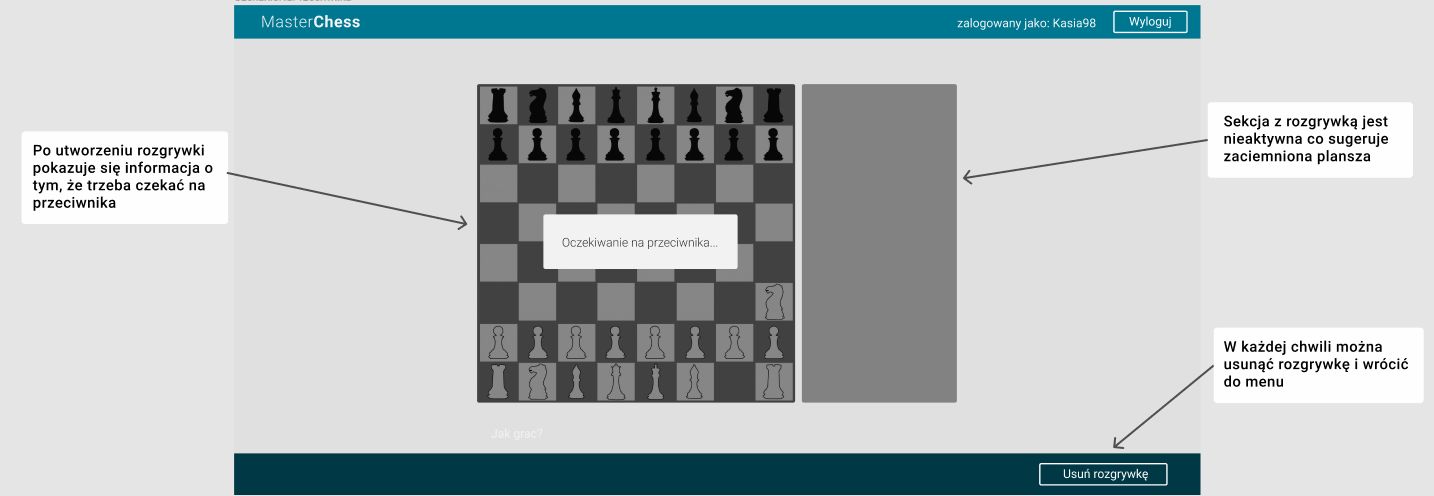 MasterChess
zalogowany jako: Kasia98
Wyloguj
Po utworzeniu rozgrywki
pokazuje się informacja o
tym, że trzeba czekać na
przeciwnika
Oczekiwanie na przeciwnika...
Sekcja z rozgrywką jest
nieaktywna co sugeruje
zaciemniona plansza
W każdej chwili można
usunąć rozgrywkę i wrócić
do menu
Jak grac?
Usuń rozgrywkę